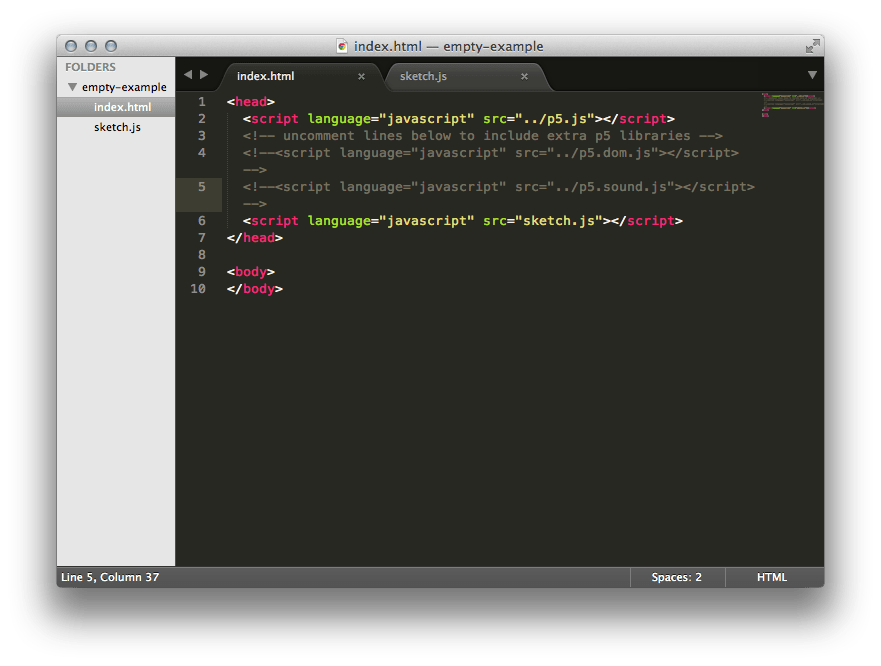 index.html — empty-example
FOLDERS
empty-example
index.html
sketch.js
index.html × sketch.js ×
1 <head>
2 <script language="javascript" src="../p5.js"></script>
3 <!-- uncomment lines below to include extra p5 libraries -->
4 <!--<script language="javascript" src="../p5.dom.js"></script>
-->
5 <!--<script language="javascript" src="../p5.sound.js"></script>
-->
6 <script language="javascript" src="sketch.js"></script>
7 </head>
8
9 <body>
10 </body>
Line 5, Column 37 Spaces: 2 HTML